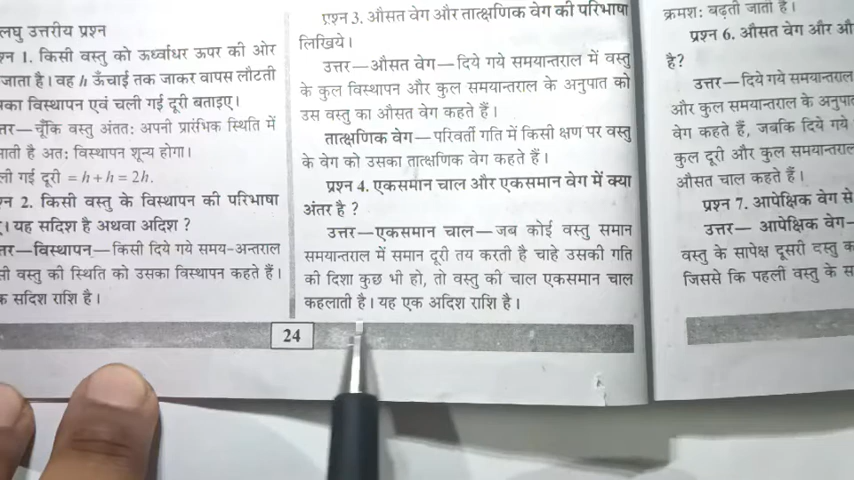 लघु उत्तरीय प्रश्न
1. किसी वस्तु को ऊर्ध्वाधर ऊपर की ओर
जाता है। वह h ऊँचाई तक जाकर वापस लौटती
विस्थापन एवं चली गई दूरी बताइए।
चूँकि वस्तु अंततः अपनी प्रारंभिक स्थिति में
है अतः विस्थापन शून्य होगा।
गई दूरी = h + h = 2h.
2. किसी वस्तु के विस्थापन की परिभाषा
यह सदिश है अथवा अदिश ?
विस्थापन—किसी दिये गये समय-अन्तराल
वस्तु की स्थिति को उसका विस्थापन कहते हैं।
सदिश राशि है।
प्रश्न 3. औसत वेग और तात्क्षणिक वेग की परिभाषा
लिखिये।
उत्तर—औसत वेग—दिये गये समयान्तराल में वस्तु
के कुल विस्थापन और कुल समयान्तराल के अनुपात को
उस वस्तु का औसत वेग कहते हैं।
तात्क्षणिक वेग—परिवर्ती गति में किसी क्षण पर वस्तु
के वेग को उसका तात्क्षणिक वेग कहते हैं।
प्रश्न 4. एकसमान चाल और एकसमान वेग में क्या
अंतर है ?
उत्तर—एकसमान चाल—जब कोई वस्तु समान
समयान्तराल में समान दूरी तय करती है चाहे उसकी गति
की दिशा कुछ भी हो, तो वस्तु की चाल एकसमान चाल
कहलाती है। यह एक अदिश राशि है।
24
क्रमशः बढ़ती जाती है।
प्रश्न 6. औसत वेग और
है?
उत्तर—दिये गये समयान्तराल
और कुल समयान्तराल के
वेग कहते हैं, जबकि दिये गये
कुल दूरी और कुल समयान्तराल
औसत चाल कहते हैं।
प्रश्न 7. आपेक्षिक वेग से
उत्तर— आपेक्षिक वेग—
वस्तु के सापेक्ष दूसरी वस्तु
जिससे कि पहली वस्तु के